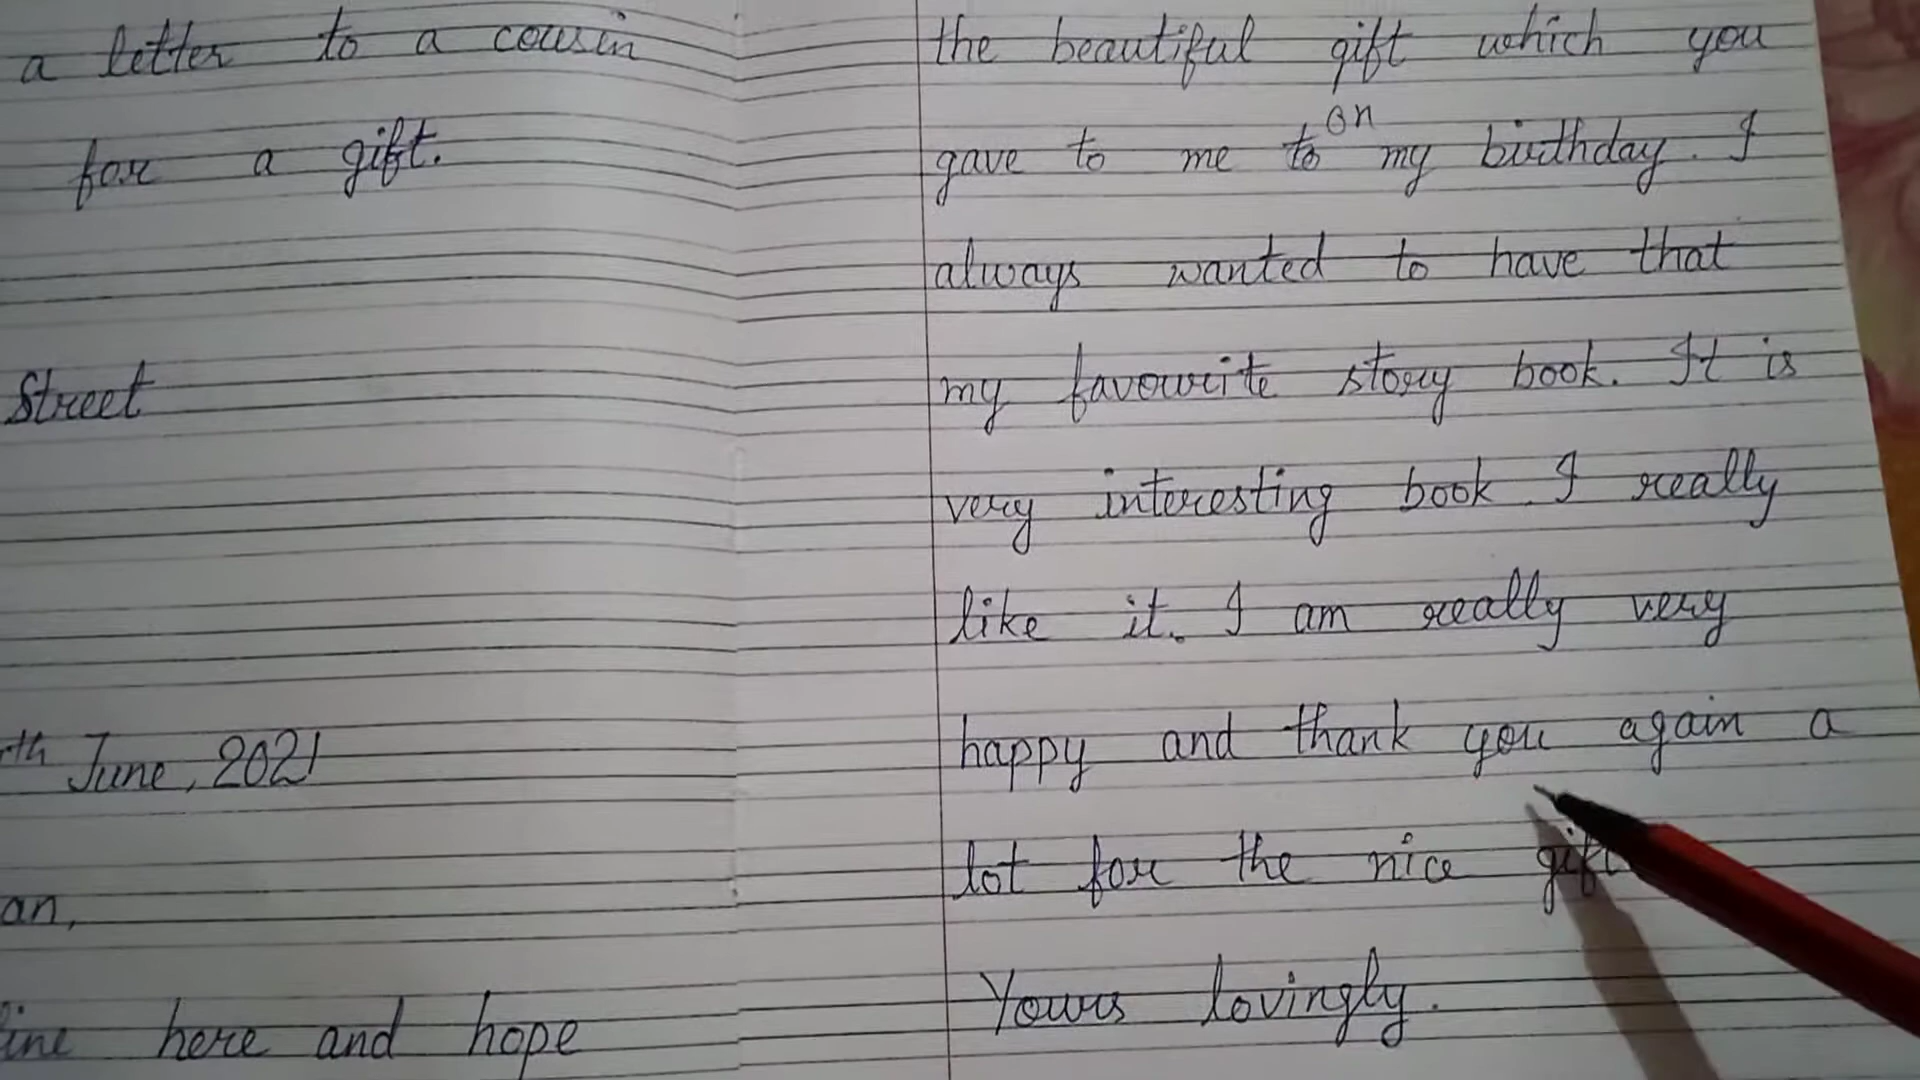 a letter to a cousin
for a gift.
Street
th June, 2021
an,
ine here and hope
the beautiful gift which you
gave to me to on my birthday. I
always wanted to have that
my favourite story book. It is
very interesting book. I really
like it. I am really very
happy and thank you again a
lot for the nice gift
Yours lovingly.